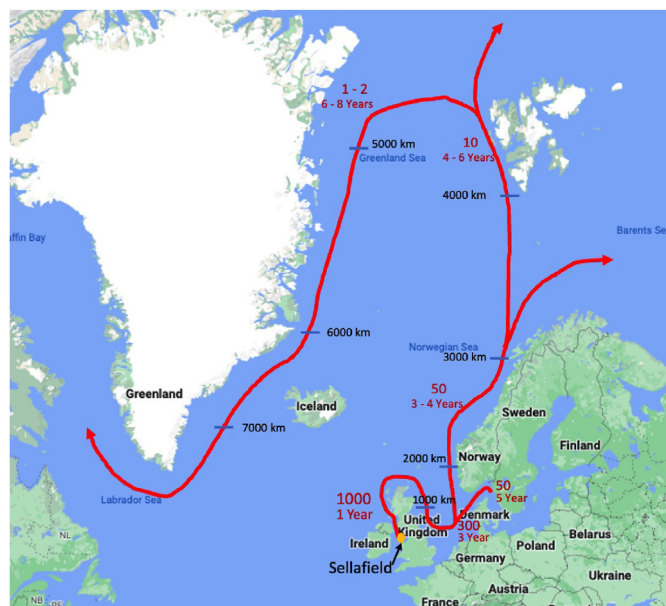 1 - 2
6 - 8 Years
5000 km
Greenland Sea
10
4 - 6 Years
4000 km
affin Bay
Barents Se
6000 km
Norwegian Sea
3000 km
Greenland
Iceland
50
3 - 4 Years
Sweden
7000 km
Finland
Norway
2000 km
Labrador Sea
1000
1 Year
50
5 Year
1000 km
United
Kingdom
Denmark
300
3 Year
NL
Ireland
Belarus
Poland
Germany
Sellafield
Ukraine
Austria
NB
PE
France